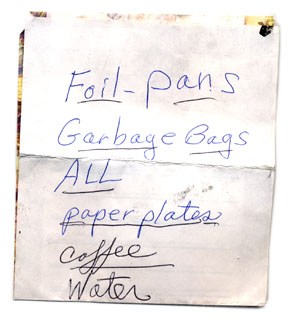 Foil-Pans
Garbage Bags
ALL
paper plates
coffee
Water